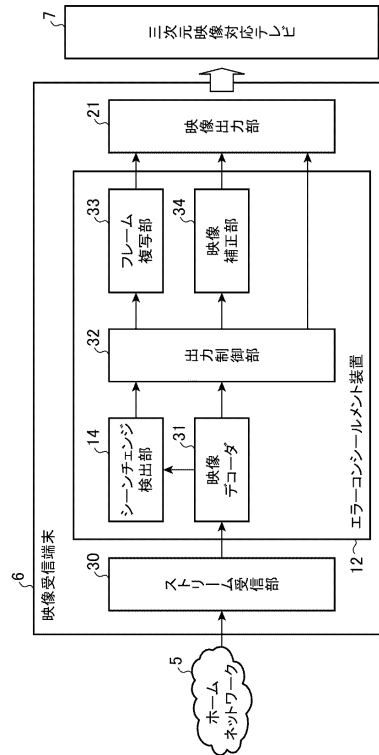 6
映像受信端末
5
ホーム
ネットワーク
30
ストリーム受信部
12
エラーコンシールメント装置
14
シーンチェンジ
検出部
31
映像
デコーダ
32
出力制御部
33
フレーム
複写部
34
映像
補正部
21
映像出力部
7
三次元映像対応テレビ